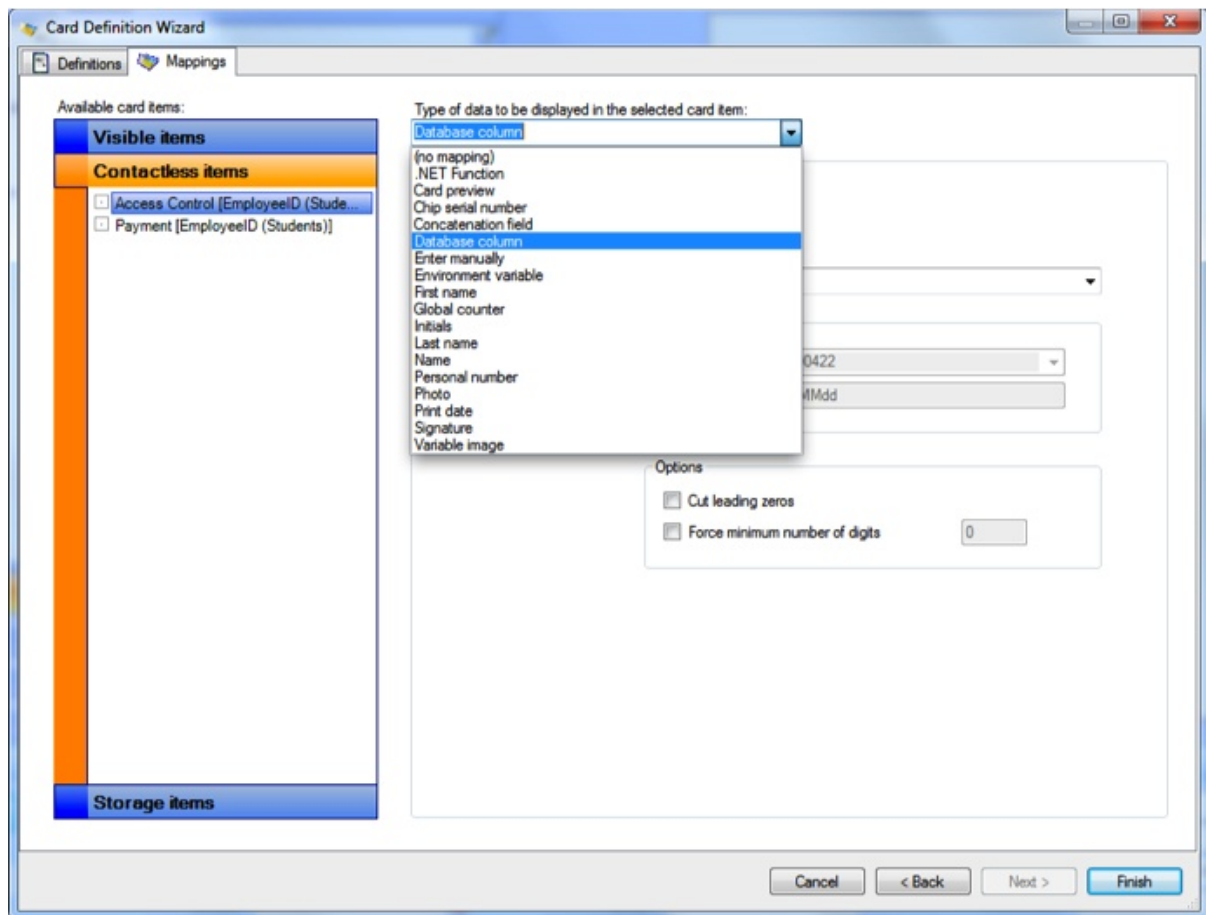 Card Definition Wizard
Definitions
Mappings
Available card items:
Visible items
Contactless items
Access Control [EmployeeID (Stude...
Payment [EmployeeID (Students)]
Storage items
Type of data to be displayed in the selected card item:
Database column
(no mapping)
.NET Function
Card preview
Chip serial number
Concatenation field
Database column
Enter manually
Environment variable
First name
Global counter
Initials
Last name
Name
Personal number
Photo
Print date
Signature
Variable image
0422
MMdd
Options
Cut leading zeros
Force minimum number of digits
0
Cancel
< Back
Next >
Finish